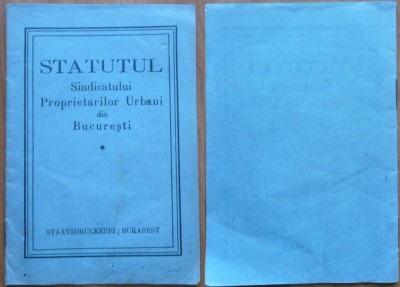 STATUTUL
Sindicatului
Proprietarilor Urbani
din
București
STAATSDRUCKEREI / BUKAREST